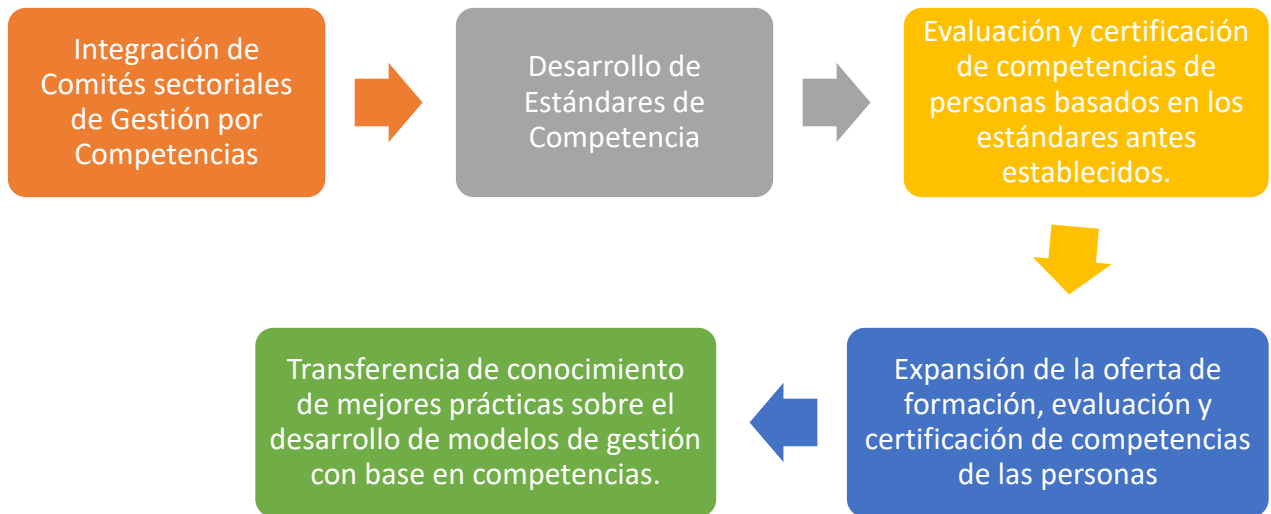 Integración de
Comités sectoriales
de Gestión por
Competencias
Desarrollo de
Estándares de
Competencia
Evaluación y certificación
de competencias de
personas basados en los
estándares antes
establecidos.
Expansión de la oferta de
formación, evaluación y
certificación de competencias
de las personas
Transferencia de conocimiento
de mejores prácticas sobre el
desarrollo de modelos de gestión
con base en competencias.